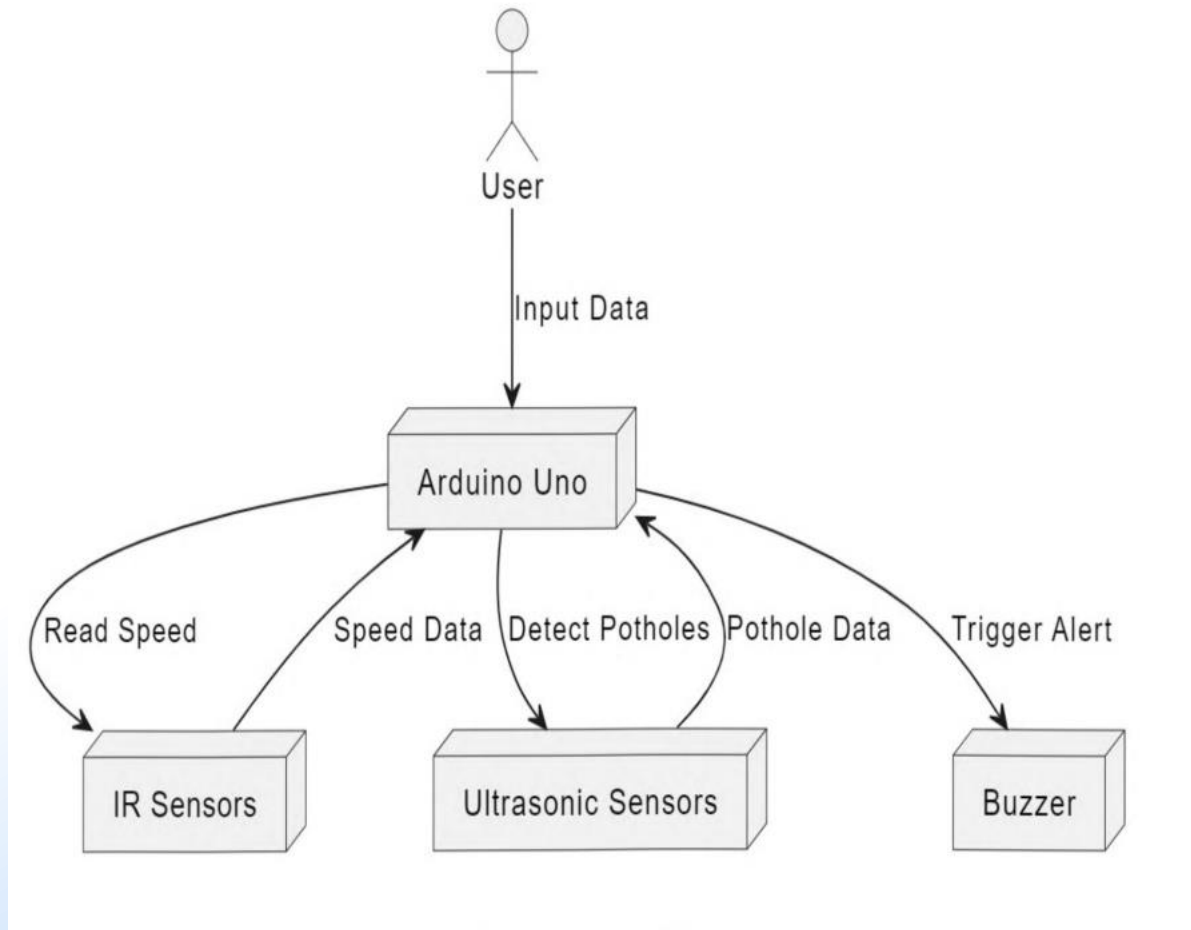 User
Input Data
Arduino Uno
Read Speed
Speed Data
Detect Potholes
Pothole Data
Trigger Alert
IR Sensors
Ultrasonic Sensors
Buzzer